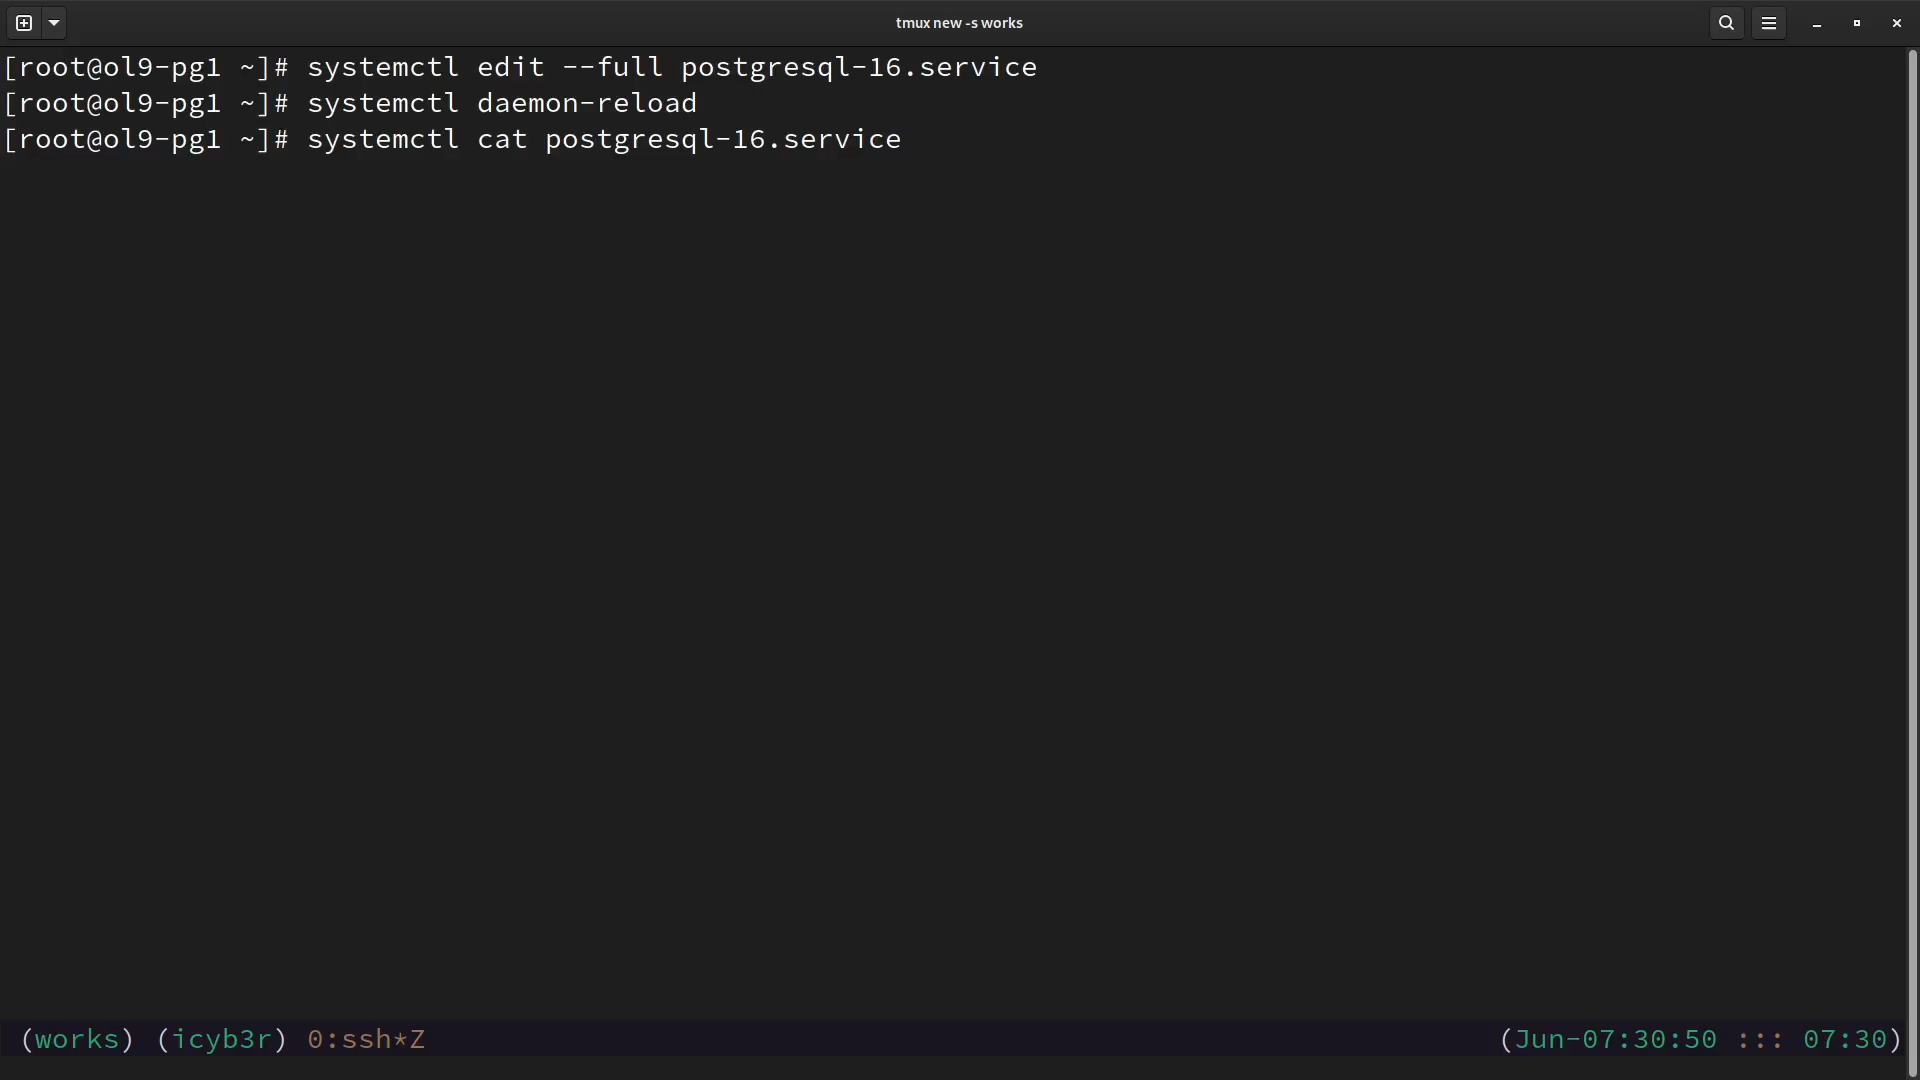 tmux new -s works
[root@ol9-pg1 ~]# systemctl edit --full postgresql-16.service
[root@ol9-pg1 ~]# systemctl daemon-reload
[root@ol9-pg1 ~]# systemctl cat postgresql-16.service
(works) (icyb3r) 0:ssh*Z (Jun-07:30:50 ::: 07:30)